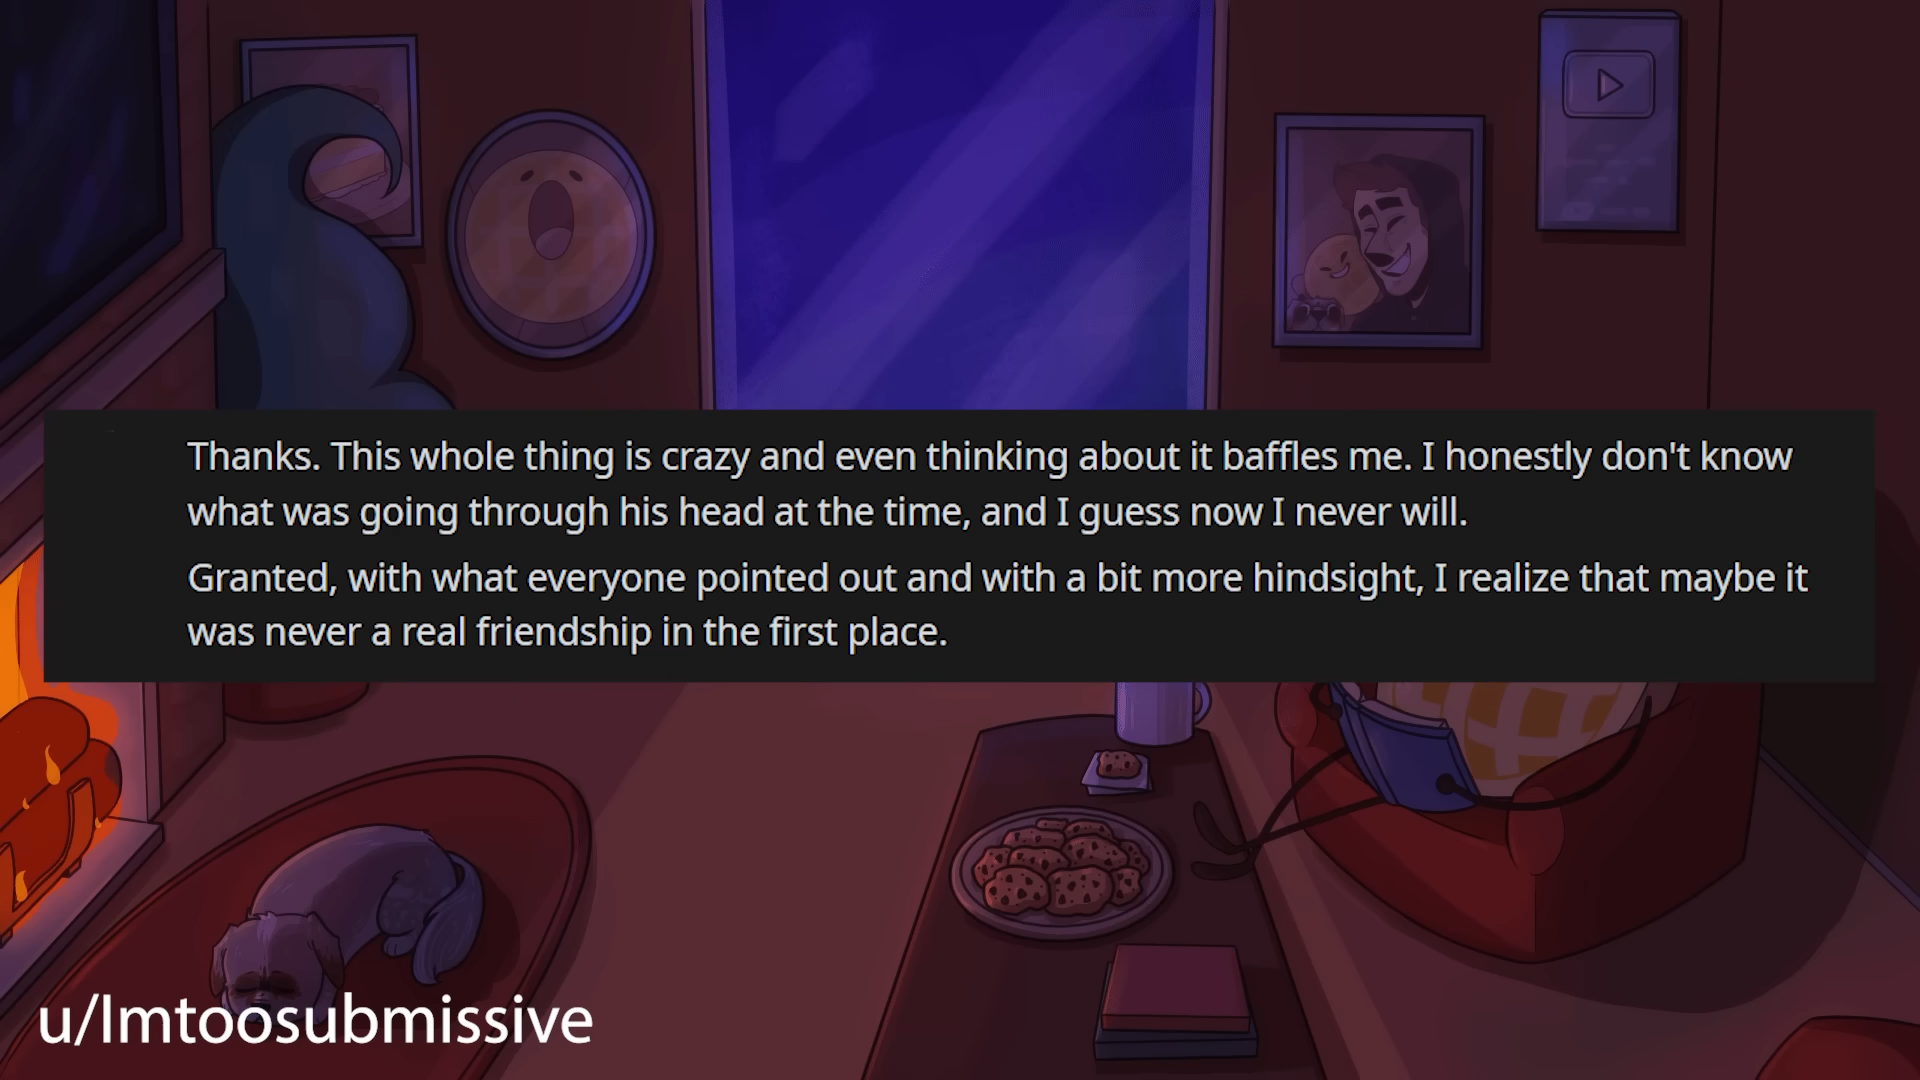 Thanks. This whole thing is crazy and even thinking about it baffles me. I honestly don't know
what was going through his head at the time, and I guess now I never will.
Granted, with what everyone pointed out and with a bit more hindsight, I realize that maybe it
was never a real friendship in the first place.
u/Imtoosubmissive